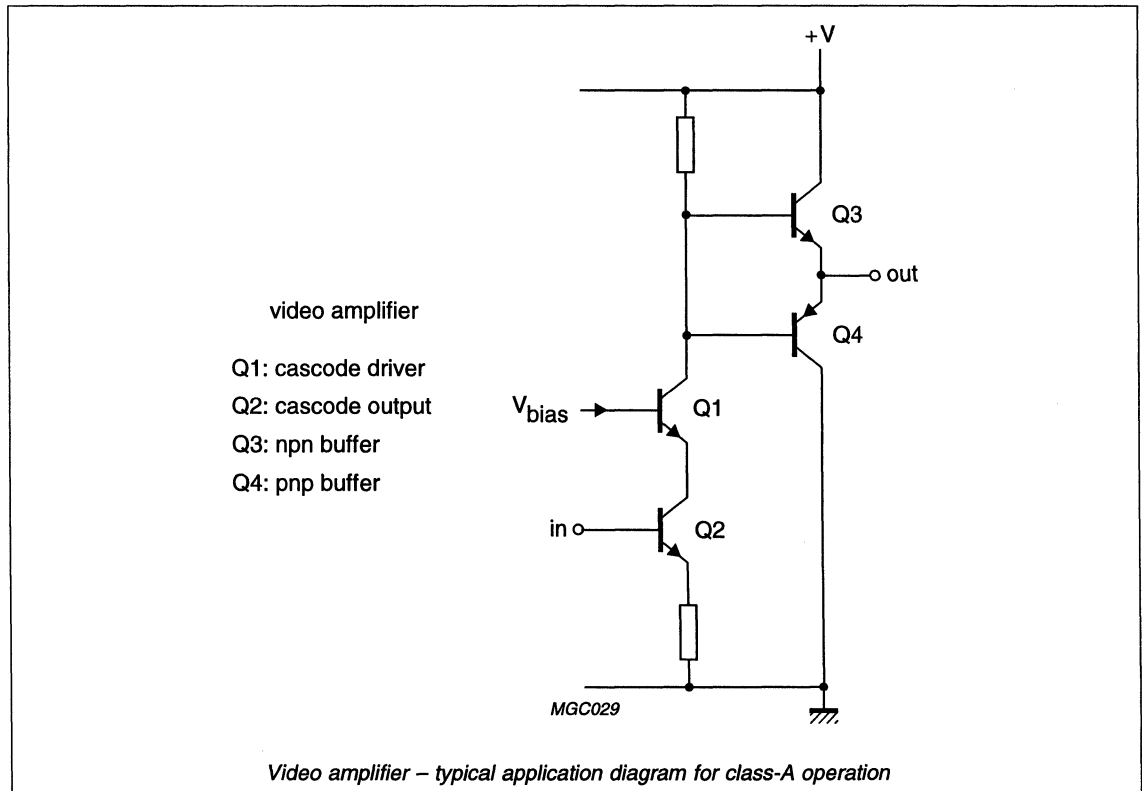 +V
Q3
out
Q4
video amplifier
Q1: cascode driver
Q2: cascode output
Q3: npn buffer
Q4: pnp buffer
Vbias
Q1
in
Q2
MGC029
Video amplifier – typical application diagram for class-A operation